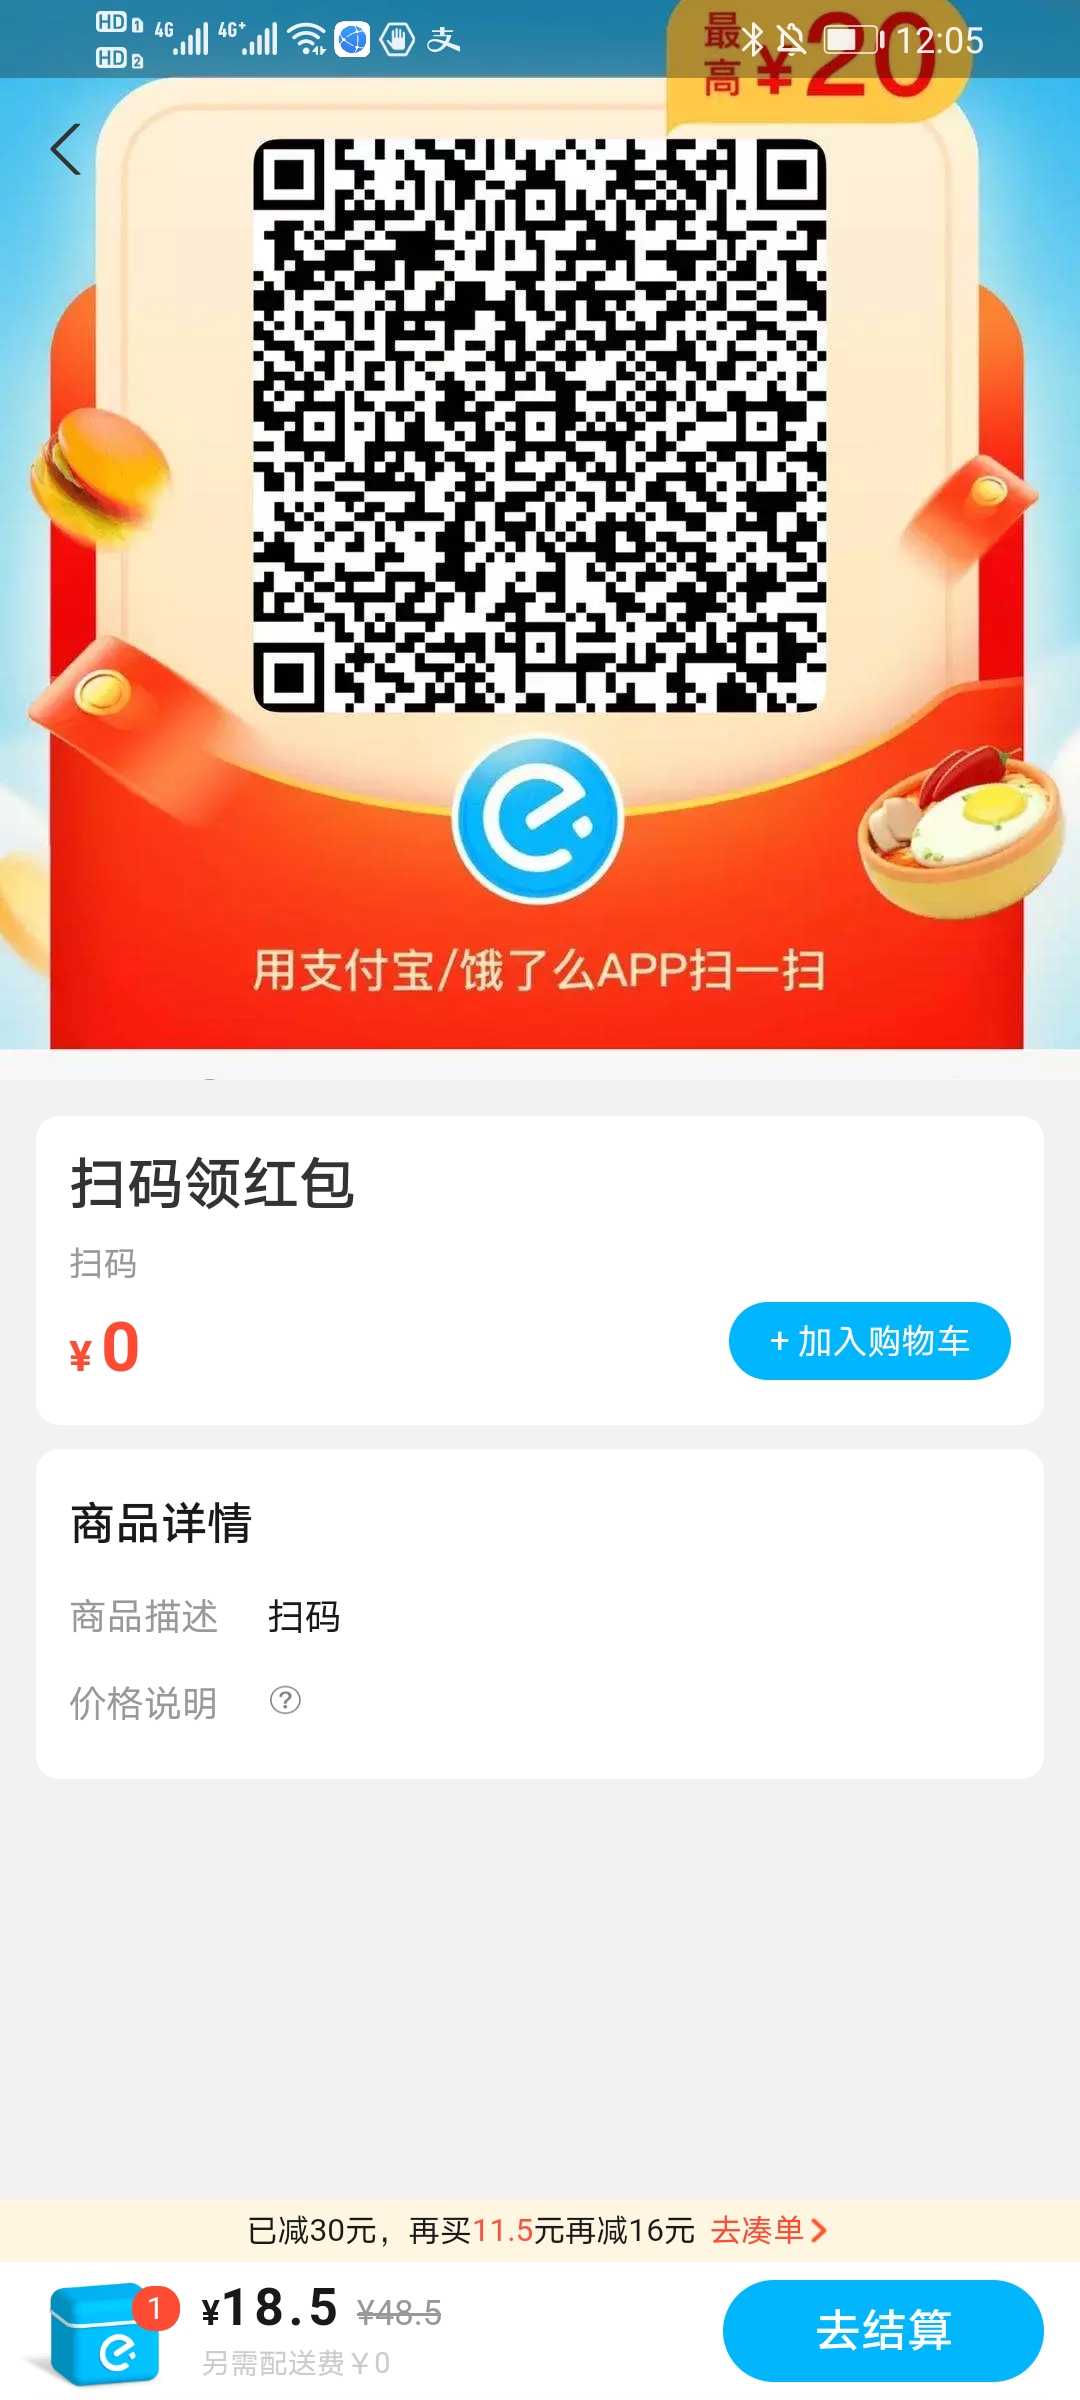 HD 1 4G 4G+ 支 12:05
HD 2
最高 ¥20
用支付宝/饿了么APP扫一扫
扫码领红包
扫码
¥0
+ 加入购物车
商品详情
商品描述 扫码
价格说明 ?
已减30元，再买11.5元再减16元 去凑单
1
¥18.5 ¥48.5
另需配送费￥0
去结算